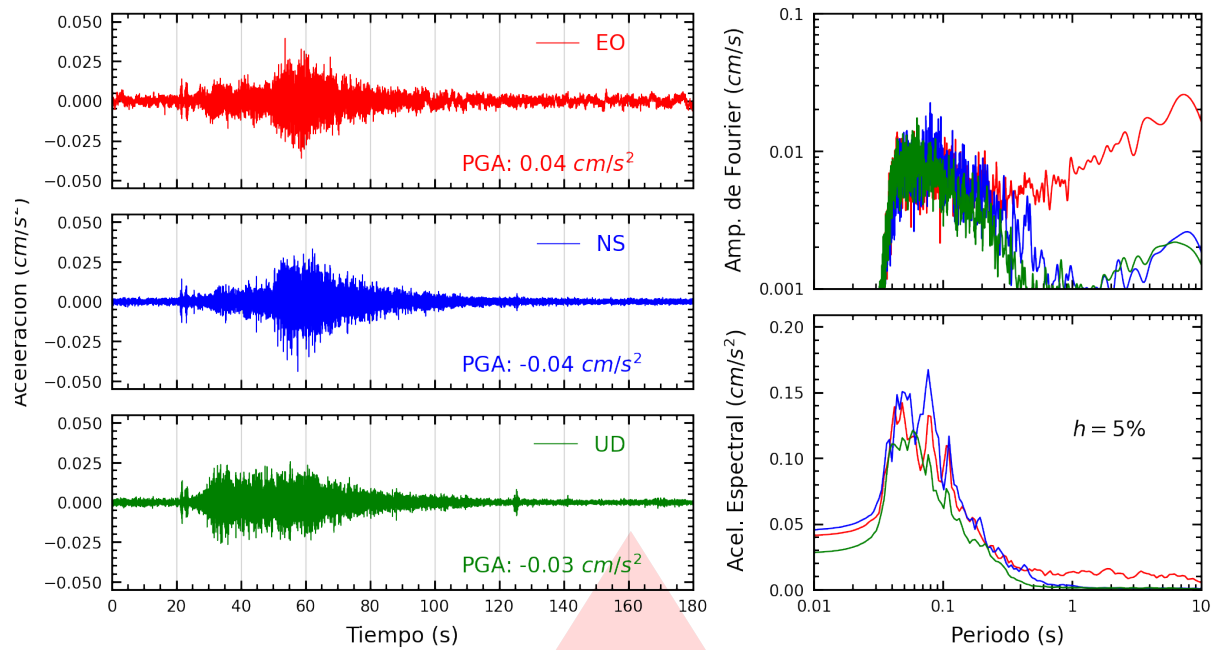 Aceleración (cm/s²)
0.050
0.025
0.000
−0.025
−0.050
EO
PGA: 0.04 cm/s²
0.050
0.025
0.000
−0.025
−0.050
NS
PGA: -0.04 cm/s²
0.050
0.025
0.000
−0.025
−0.050
UD
PGA: -0.03 cm/s²
0 20 40 60 80 100 120 140 160 180
Tiempo (s)
Amp. de Fourier (cm/s)
0.1
0.01
0.001
Acel. Espectral (cm/s²)
0.20
0.15
0.10
0.05
0.00
h = 5%
0.01 0.1 1 10
Periodo (s)